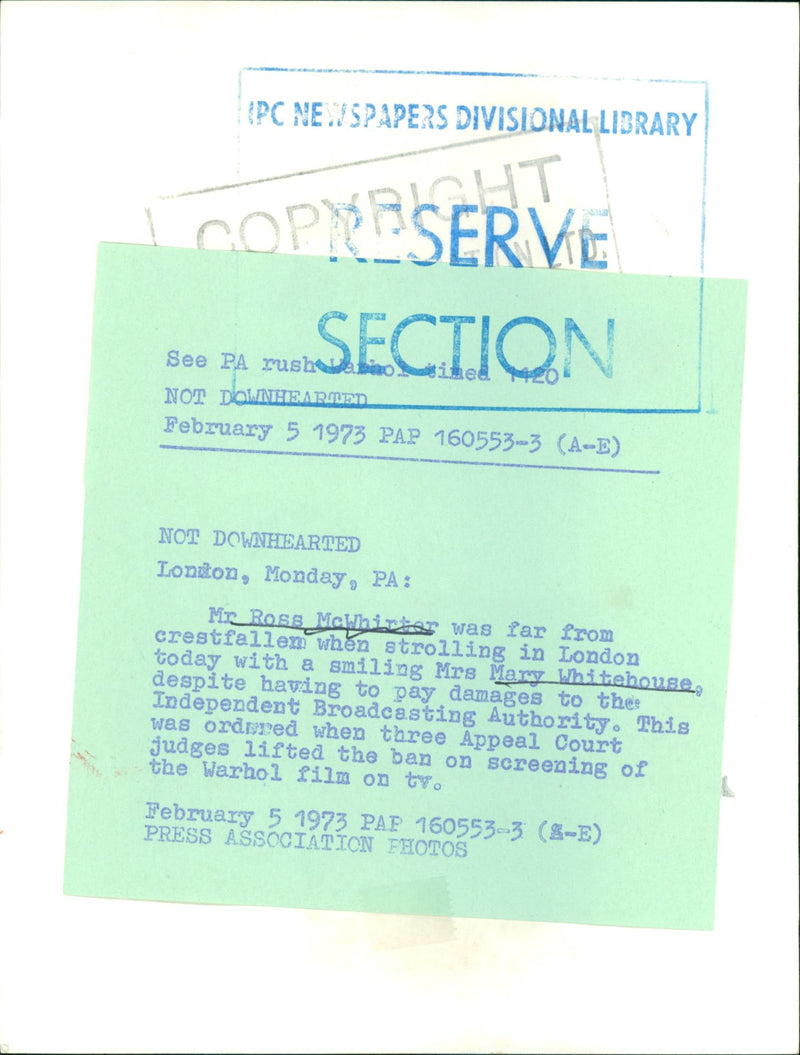 IPC NEWSPAPERS DIVISIONAL LIBRARY
COPYRIGHT
RESERVE
LTD.
SECTION
See PA rush Warhol timed 1420
NOT DOWNHEARTED
February 5 1973 PAP 160553-3 (A-E)
NOT DOWNHEARTED
London, Monday, PA:
Mr Ross McWhirter was far from
crestfallen when strolling in London
today with a smiling Mrs Mary Whitehouse,
despite having to pay damages to the
Independent Broadcasting Authority. This
was ordered when three Appeal Court
judges lifted the ban on screening of
the Warhol film on tv.
February 5 1973 PAP 160553-3 (A-E)
PRESS ASSOCIATION PHOTOS